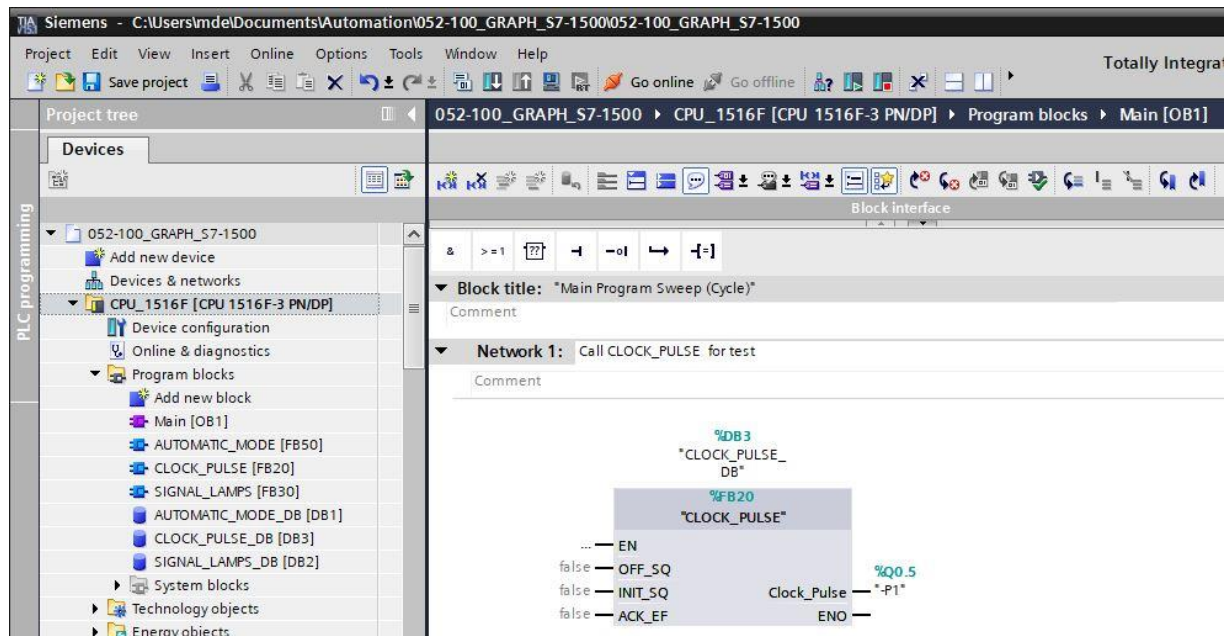 Siemens - C:\Users\mde\Documents\Automation\052-100_GRAPH_S7-1500\052-100_GRAPH_S7-1500
Project Edit View Insert Online Options Tools Window Help
Totally Integrat
Save project
Go online
Go offline
Project tree
052-100_GRAPH_S7-1500 CPU_1516F [CPU 1516F-3 PN/DP] Program blocks Main [OB1]
Devices
Block interface
PLC programming
052-100_GRAPH_S7-1500
Add new device
Devices & networks
CPU_1516F [CPU 1516F-3 PN/DP]
Device configuration
Online & diagnostics
Program blocks
Add new block
Main [OB1]
AUTOMATIC_MODE [FB50]
CLOCK_PULSE [FB20]
SIGNAL_LAMPS [FB30]
AUTOMATIC_MODE_DB [DB1]
CLOCK_PULSE_DB [DB3]
SIGNAL_LAMPS_DB [DB2]
System blocks
Technology objects
Energy objects
& >=1 ??
Block title: "Main Program Sweep (Cycle)"
Comment
Network 1: Call CLOCK_PULSE for test
Comment
%DB3
"CLOCK_PULSE_
DB"
%FB20
"CLOCK_PULSE"
... EN
false OFF_SQ
%Q0.5
false INIT_SQ Clock_Pulse "-P1"
false ACK_EF ENO